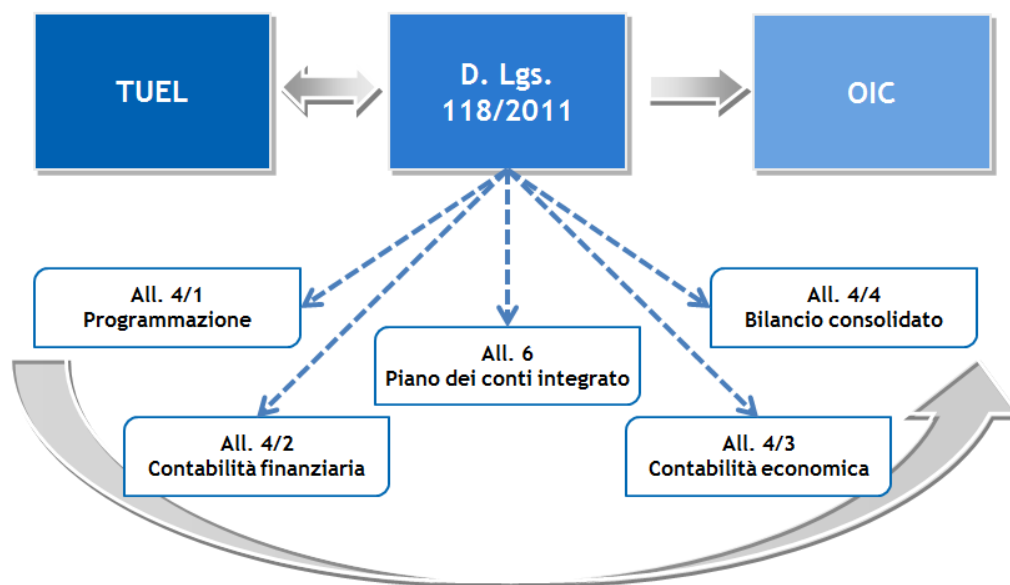 TUEL
D. Lgs.
118/2011
OIC
All. 4/1
Programmazione
All. 4/4
Bilancio consolidato
All. 6
Piano dei conti integrato
All. 4/2
Contabilità finanziaria
All. 4/3
Contabilità economica